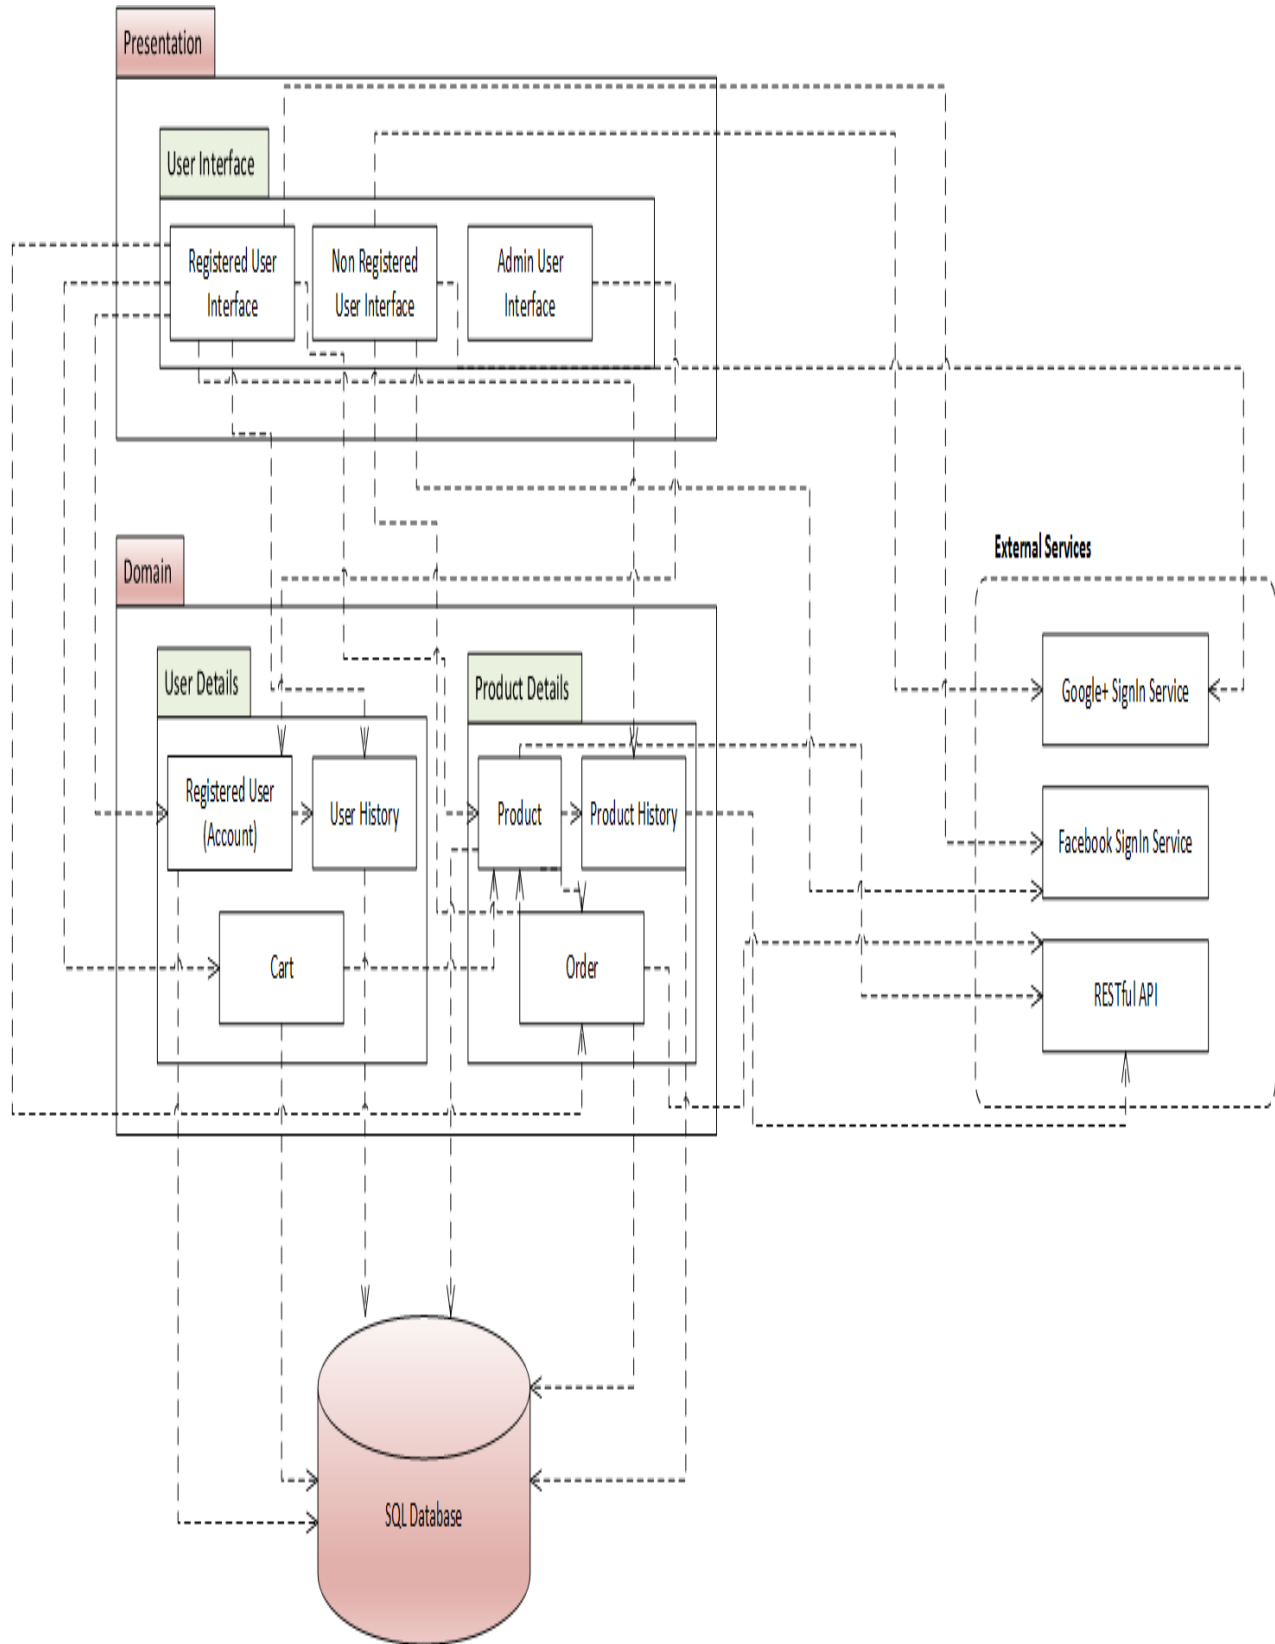 Presentation
User Interface
Registered User
Interface
Non Registered
User Interface
Admin User
Interface
External Services
Domain
User Details
Product Details
Google+ SignIn Service
Registered User
(Account)
User History
Product
Product History
Facebook SignIn Service
Cart
Order
RESTful API
SQL Database